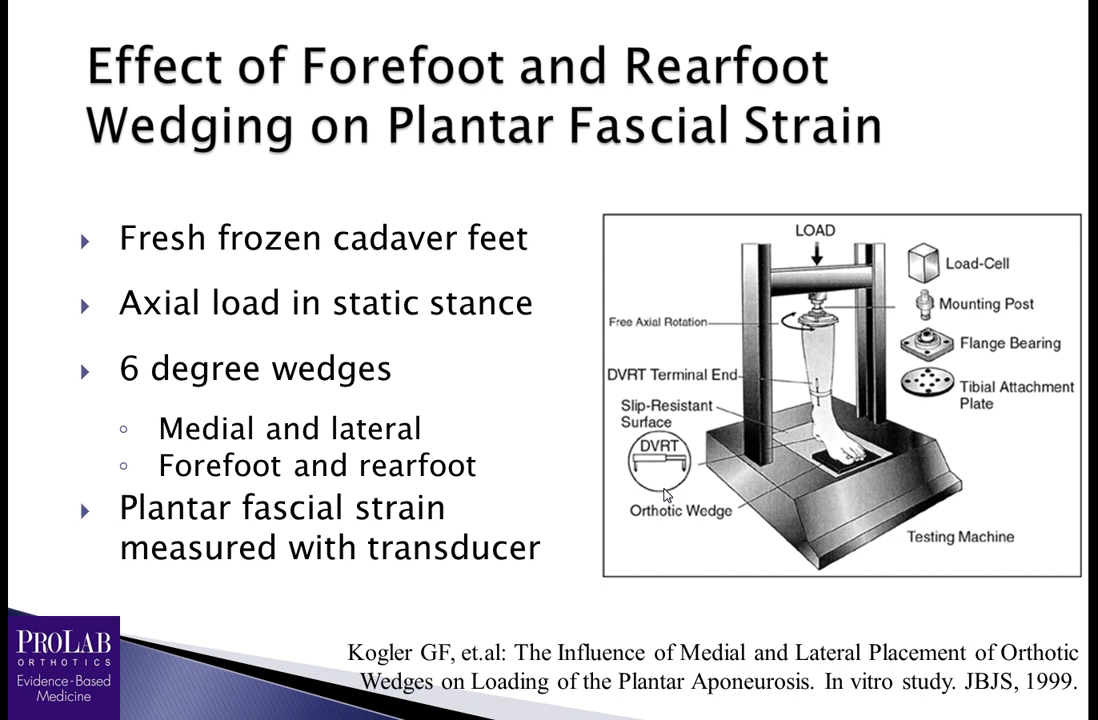 Effect of Forefoot and Rearfoot
Wedging on Plantar Fascial Strain
Fresh frozen cadaver feet
Axial load in static stance
6 degree wedges
Medial and lateral
Forefoot and rearfoot
Plantar fascial strain
measured with transducer
LOAD
Load-Cell
Mounting Post
Free Axial Rotation
Flange Bearing
DVRT Terminal End
Tibial Attachment
Plate
Slip-Resistant
Surface
DVRT
Orthotic Wedge
Testing Machine
PROLAB
ORTHOTICS
Evidence-Based
Medicine
Kogler GF, et.al: The Influence of Medial and Lateral Placement of Orthotic
Wedges on Loading of the Plantar Aponeurosis. In vitro study. JBJS, 1999.